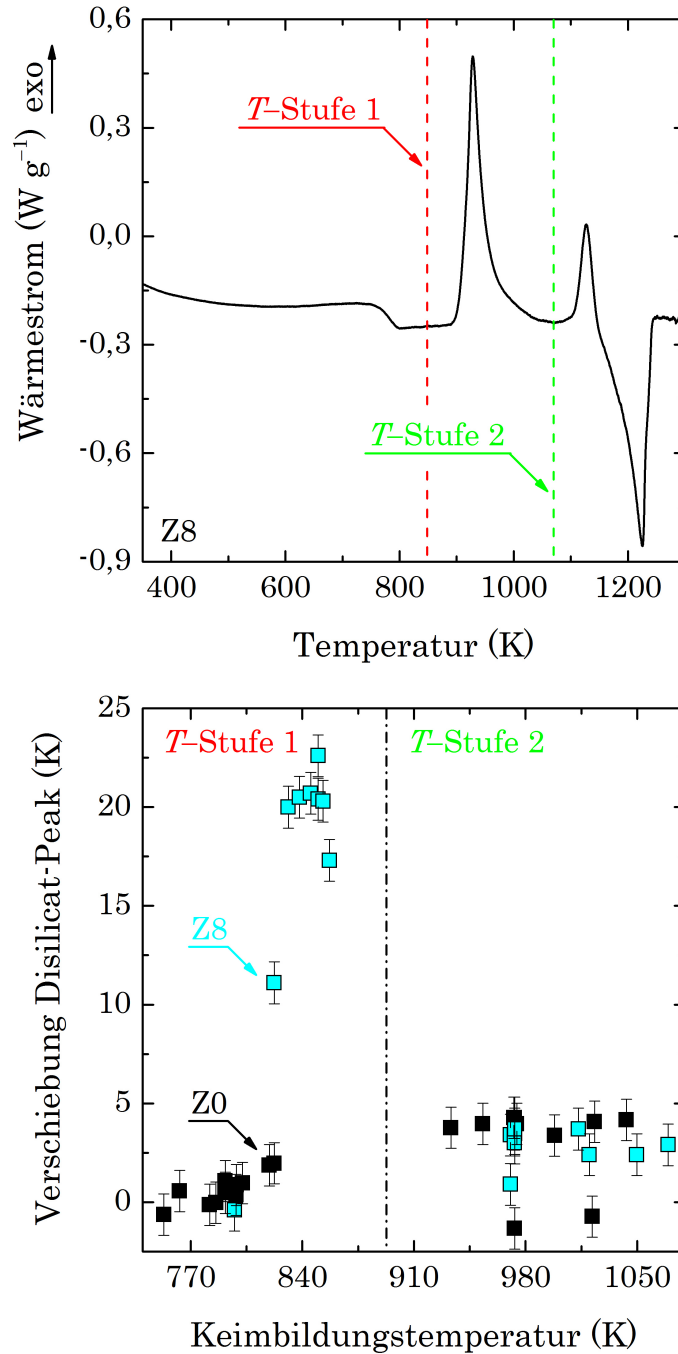 0,6
0,3
0,0
-0,3
-0,6
-0,9
Wärmestrom (W g⁻¹) exo
T–Stufe 1
T–Stufe 2
Z8
400 600 800 1000 1200
Temperatur (K)
25
20
15
10
5
0
Verschiebung Disilicat-Peak (K)
T–Stufe 1 T–Stufe 2
Z8
Z0
770 840 910 980 1050
Keimbildungstemperatur (K)